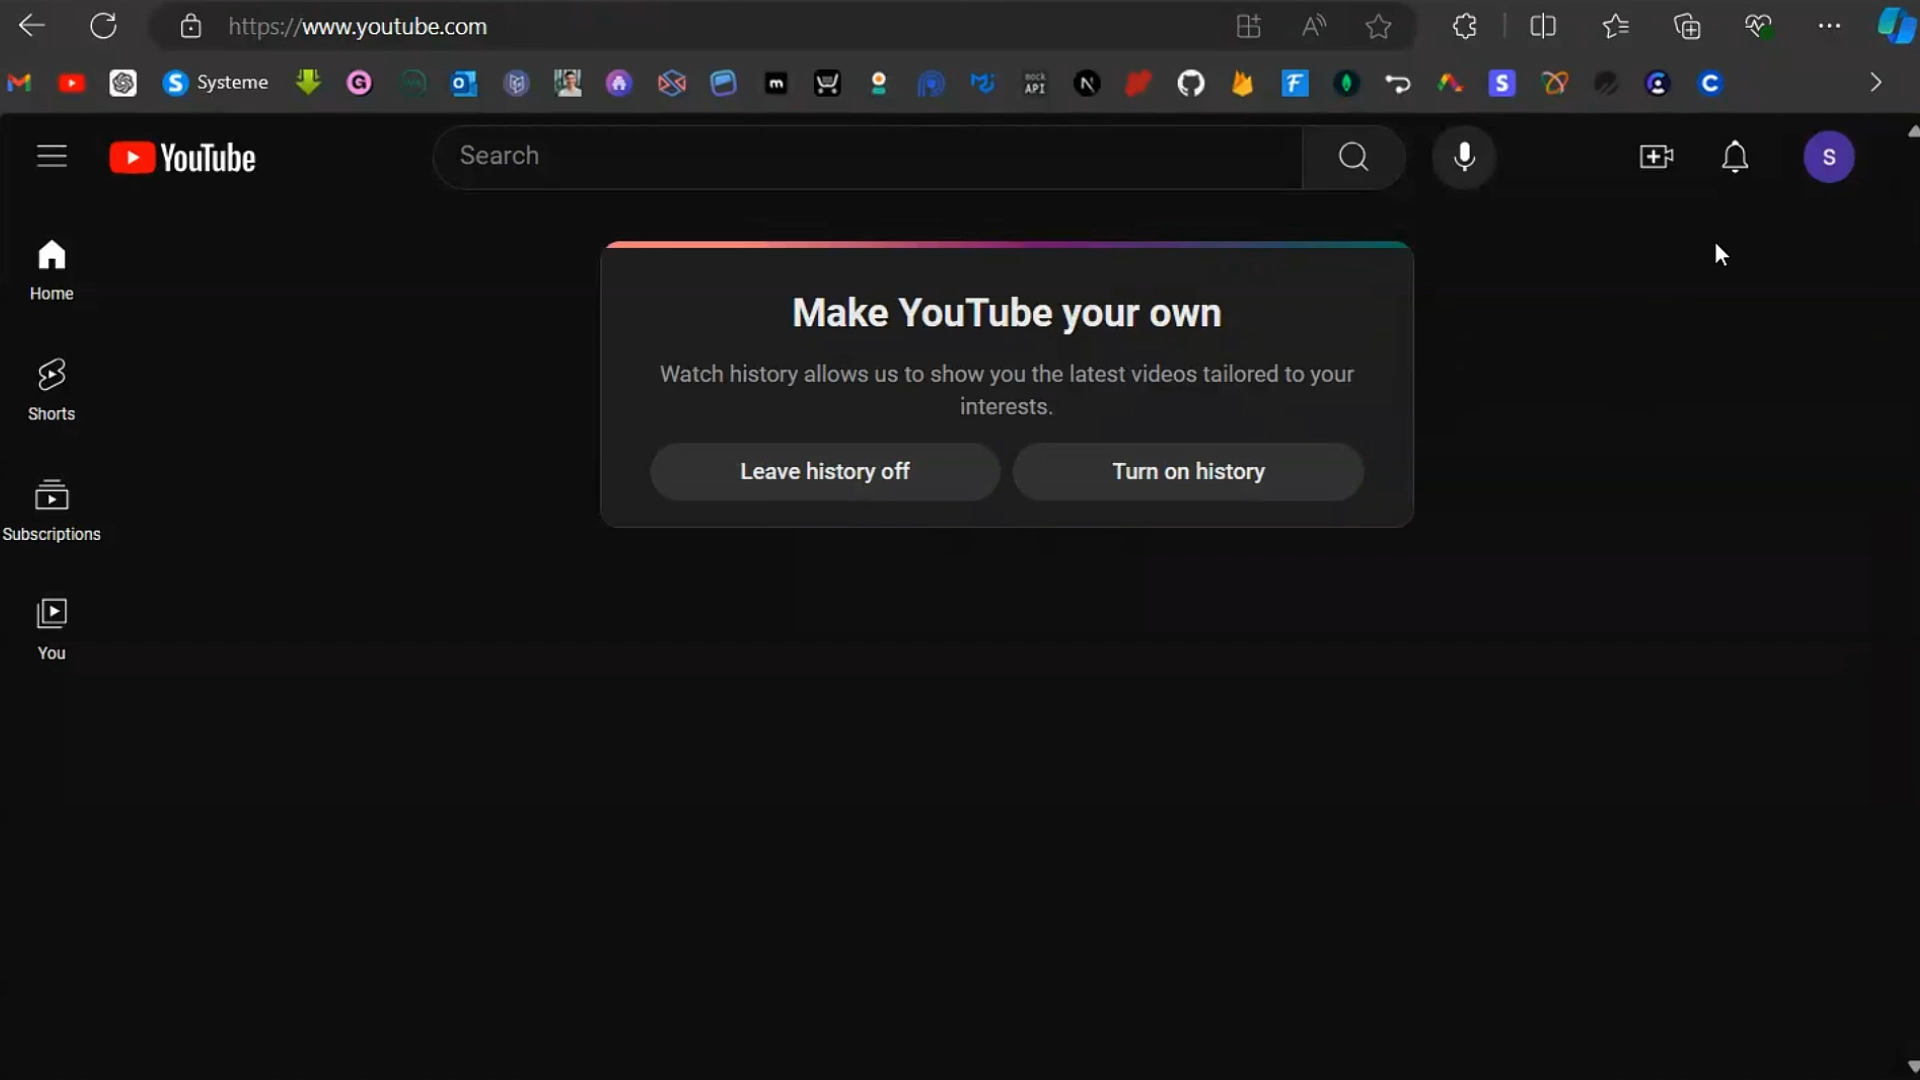 https://www.youtube.com
Systeme
mock
API
YouTube
Search
S
Home
Make YouTube your own
Watch history allows us to show you the latest videos tailored to your
interests.
Shorts
Leave history off
Turn on history
Subscriptions
You